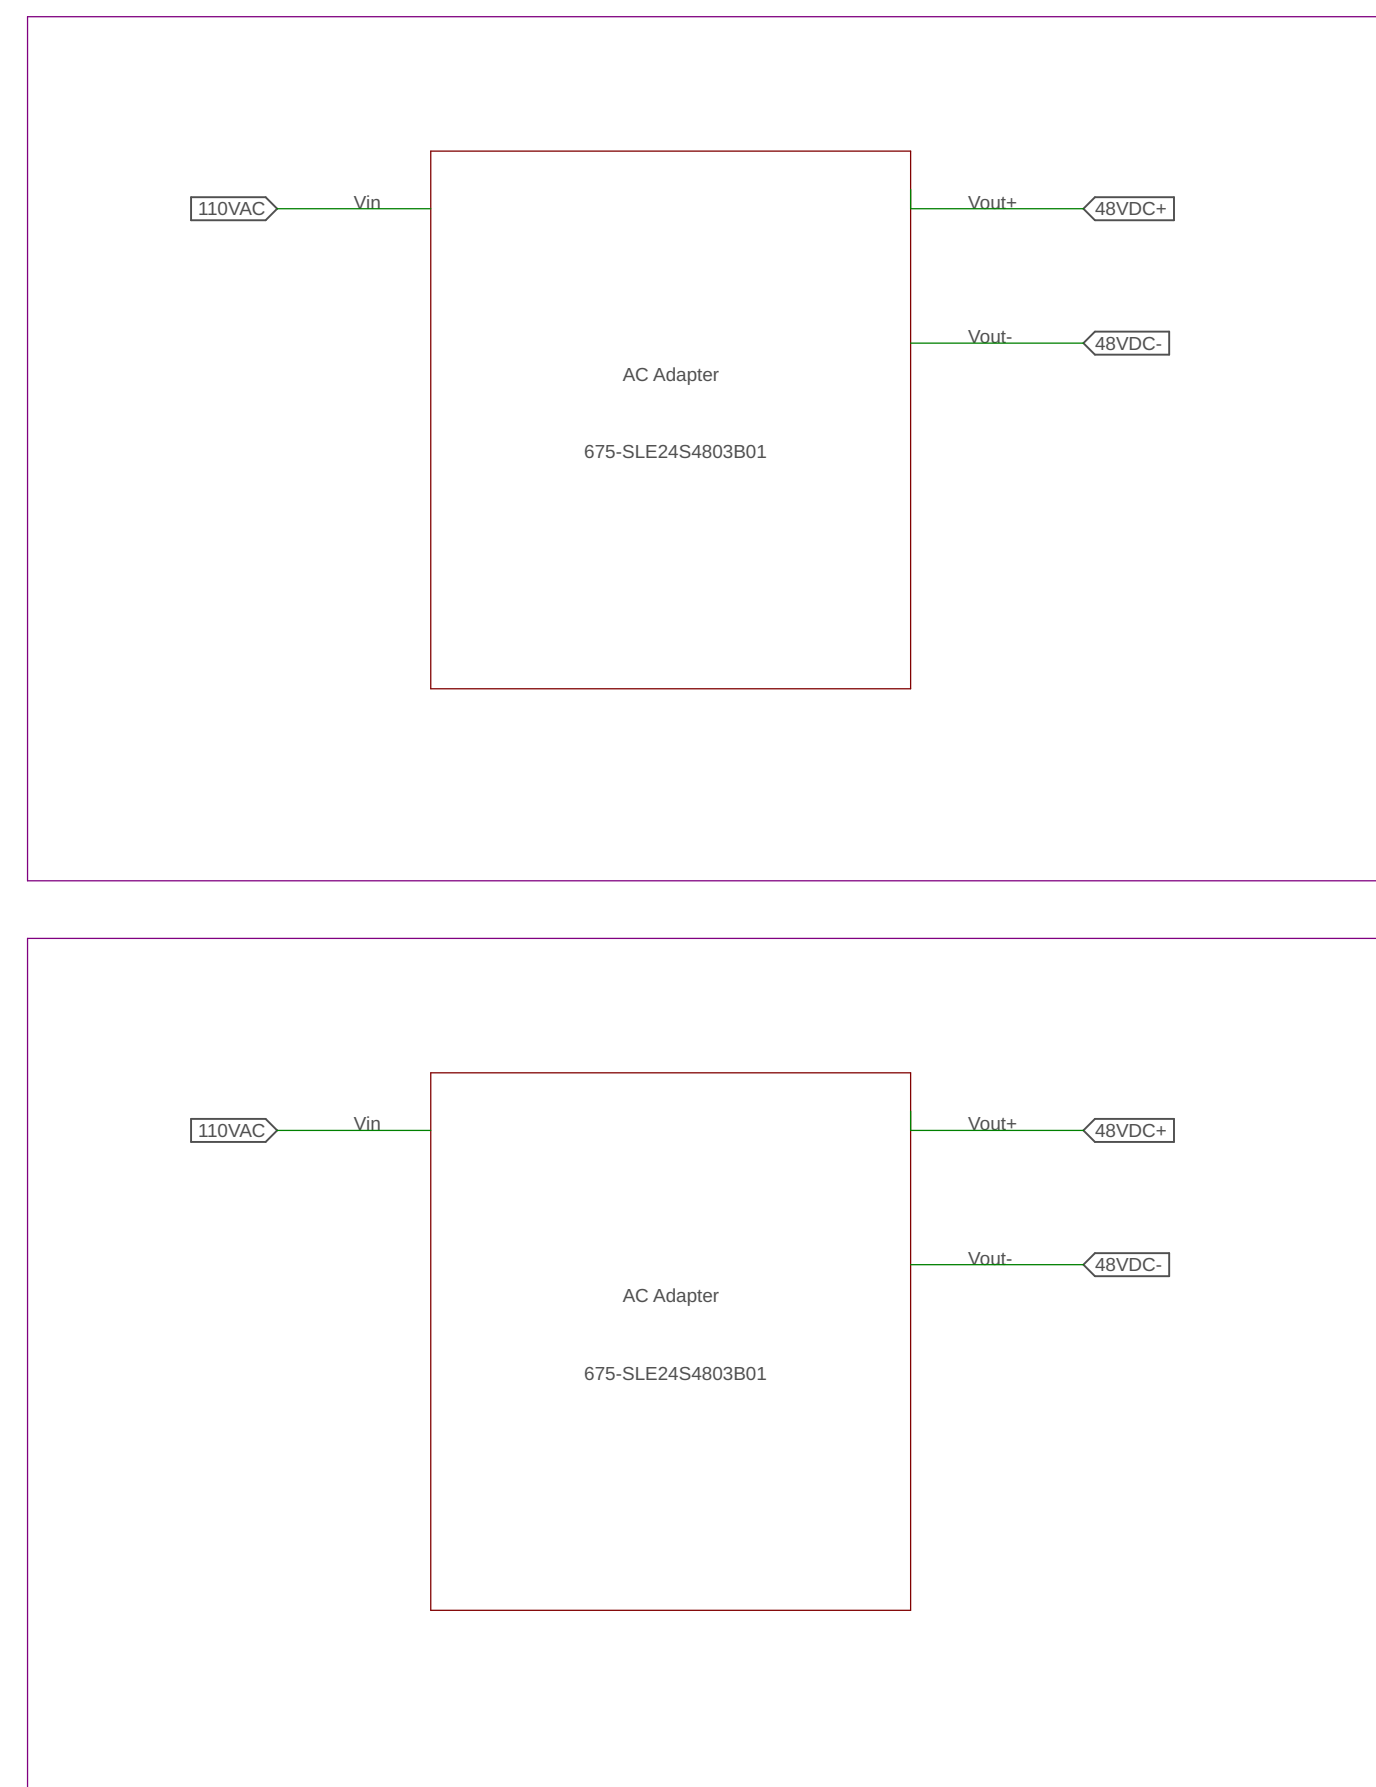 110VAC
Vin
Vout+
48VDC+
Vout-
48VDC-
AC Adapter
675-SLE24S4803B01
110VAC
Vin
Vout+
48VDC+
Vout-
48VDC-
AC Adapter
675-SLE24S4803B01